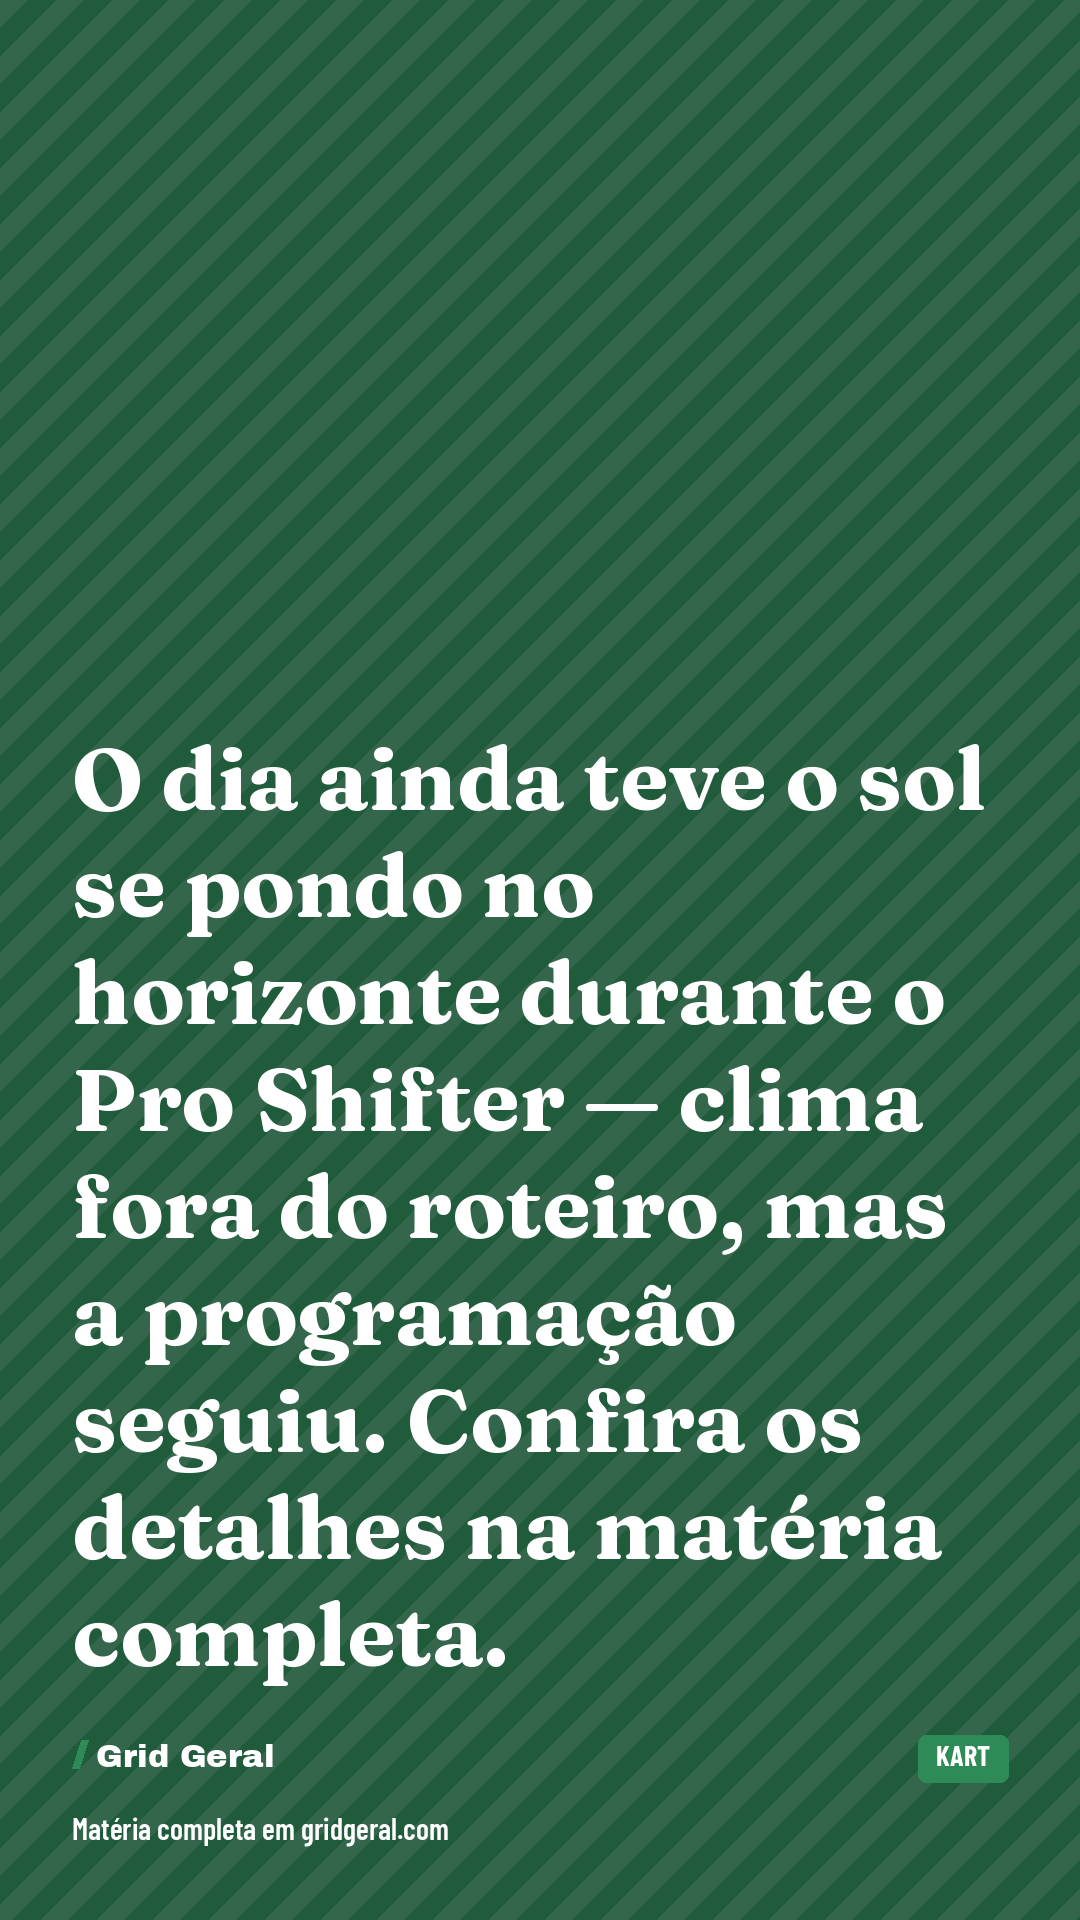 O dia ainda teve o sol
se pondo no
horizonte durante o
Pro Shifter — clima
fora do roteiro, mas
a programação
seguiu. Confira os
detalhes na matéria
completa.
/ Grid Geral
KART
Matéria completa em gridgeral.com